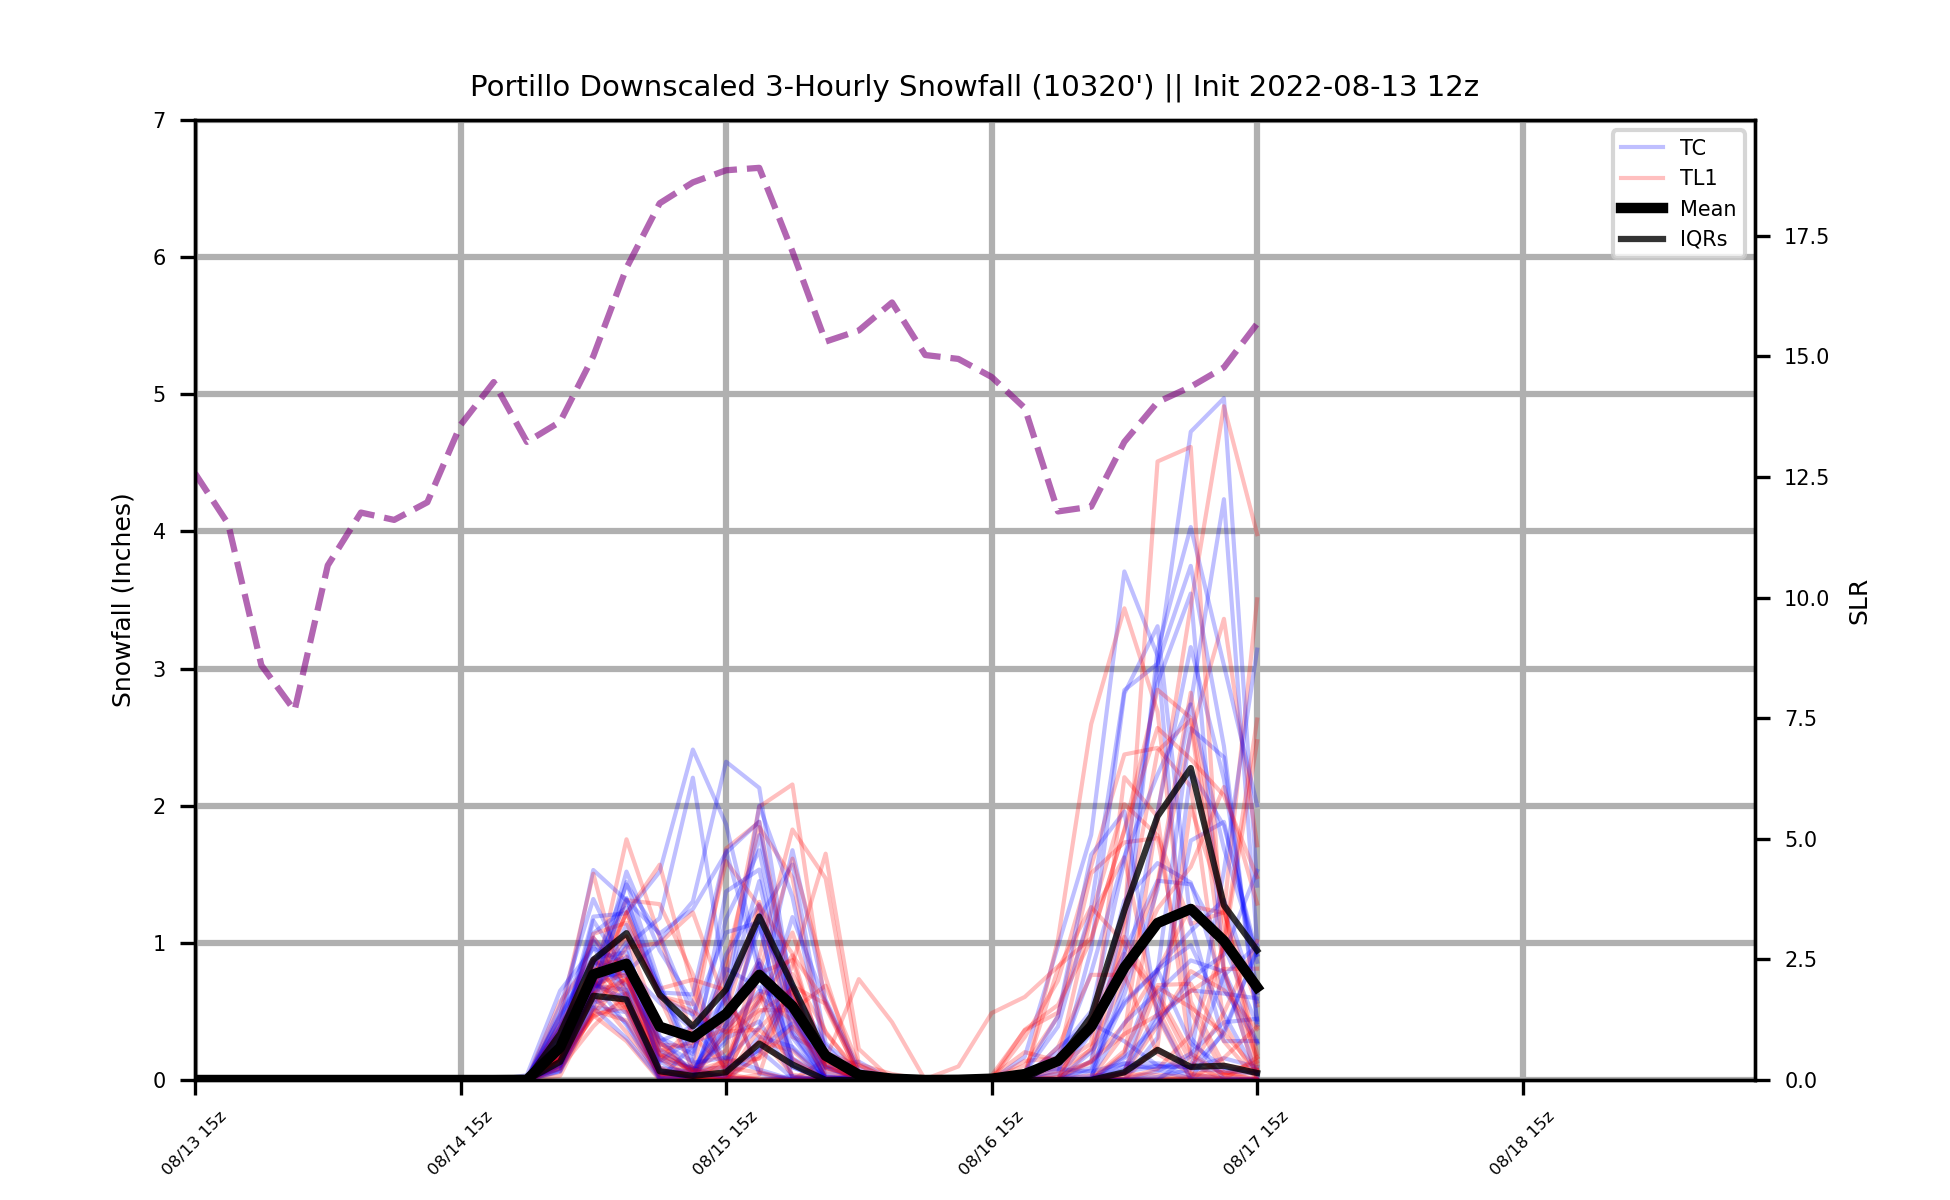 Portillo Downscaled 3-Hourly Snowfall (10320') || Init 2022-08-13 12z
7
6
5
4
3
2
1
0
Snowfall (Inches)
TC
TL1
Mean
IQRs
17.5
15.0
12.5
10.0
7.5
5.0
2.5
0.0
SLR
08/13 15z
08/14 15z
08/15 15z
08/16 15z
08/17 15z
08/18 15z